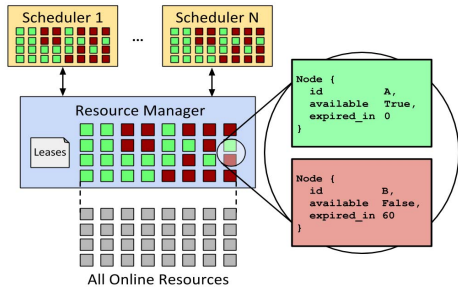 Scheduler 1
...
Scheduler N
Resource Manager
Leases
Node {
id A,
available True,
expired_in 0
}
Node {
id B,
available False,
expired_in 60
}
All Online Resources